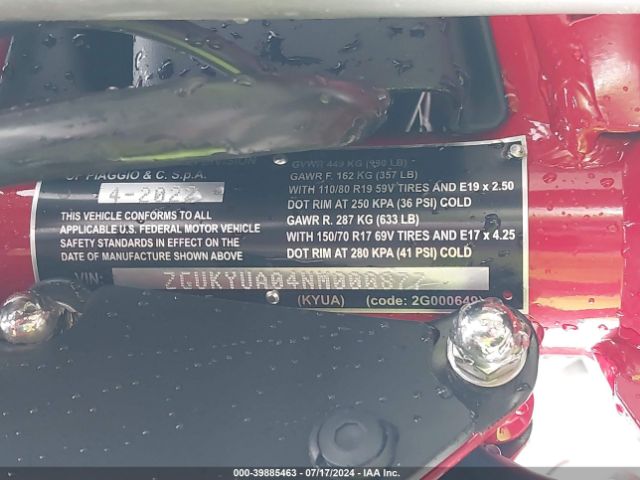 DIVISION
OF PIAGGIO & C. S.p.A.
4-2022
THIS VEHICLE CONFORMS TO ALL
APPLICABLE U.S. FEDERAL MOTOR VEHICLE
SAFETY STANDARDS IN EFFECT ON THE
DATE OF MANUFACTURE SHOWN ABOVE
GVWR 449 KG (990 LB)
GAWR F. 162 KG (357 LB)
WITH 110/80 R19 59V TIRES AND E19 x 2.50
DOT RIM AT 250 KPA (36 PSI) COLD
GAWR R. 287 KG (633 LB)
WITH 150/70 R17 69V TIRES AND E17 x 4.25
DOT RIM AT 280 KPA (41 PSI) COLD
VIN: ZGUKYUA04NM000877
(KYUA) (code: 2G000649)
000-39885463 - 07/17/2024 - IAA Inc.